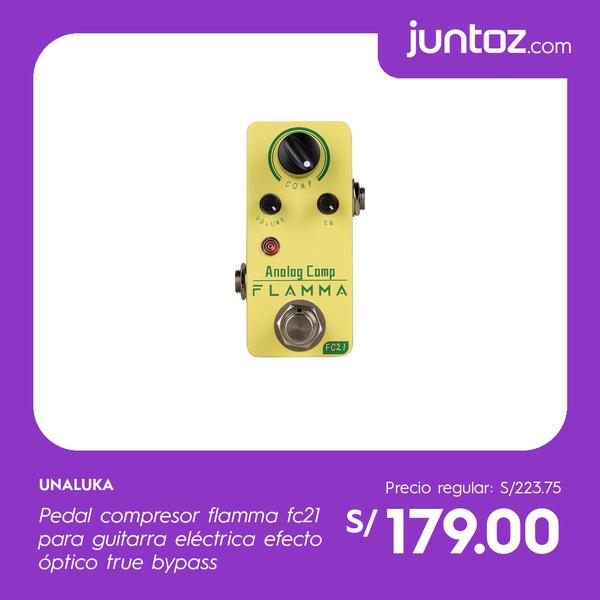 juntoz.com
COMP
VOLUME
EQ
Analog Comp
FLAMMA
FC21
UNALUKA
Pedal compresor flamma fc21
para guitarra eléctrica efecto
óptico true bypass
Precio regular: S/223.75
S/179.00